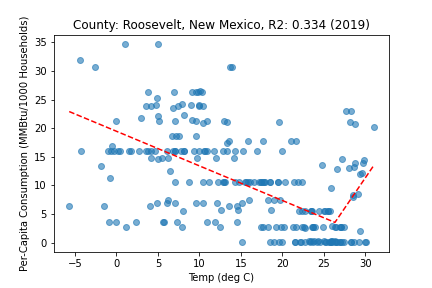 County: Roosevelt, New Mexico, R2: 0.334 (2019)
Per-Capita Consumption (MMBtu/1000 Households)
35
30
25
20
15
10
5
0
−5 0 5 10 15 20 25 30
Temp (deg C)